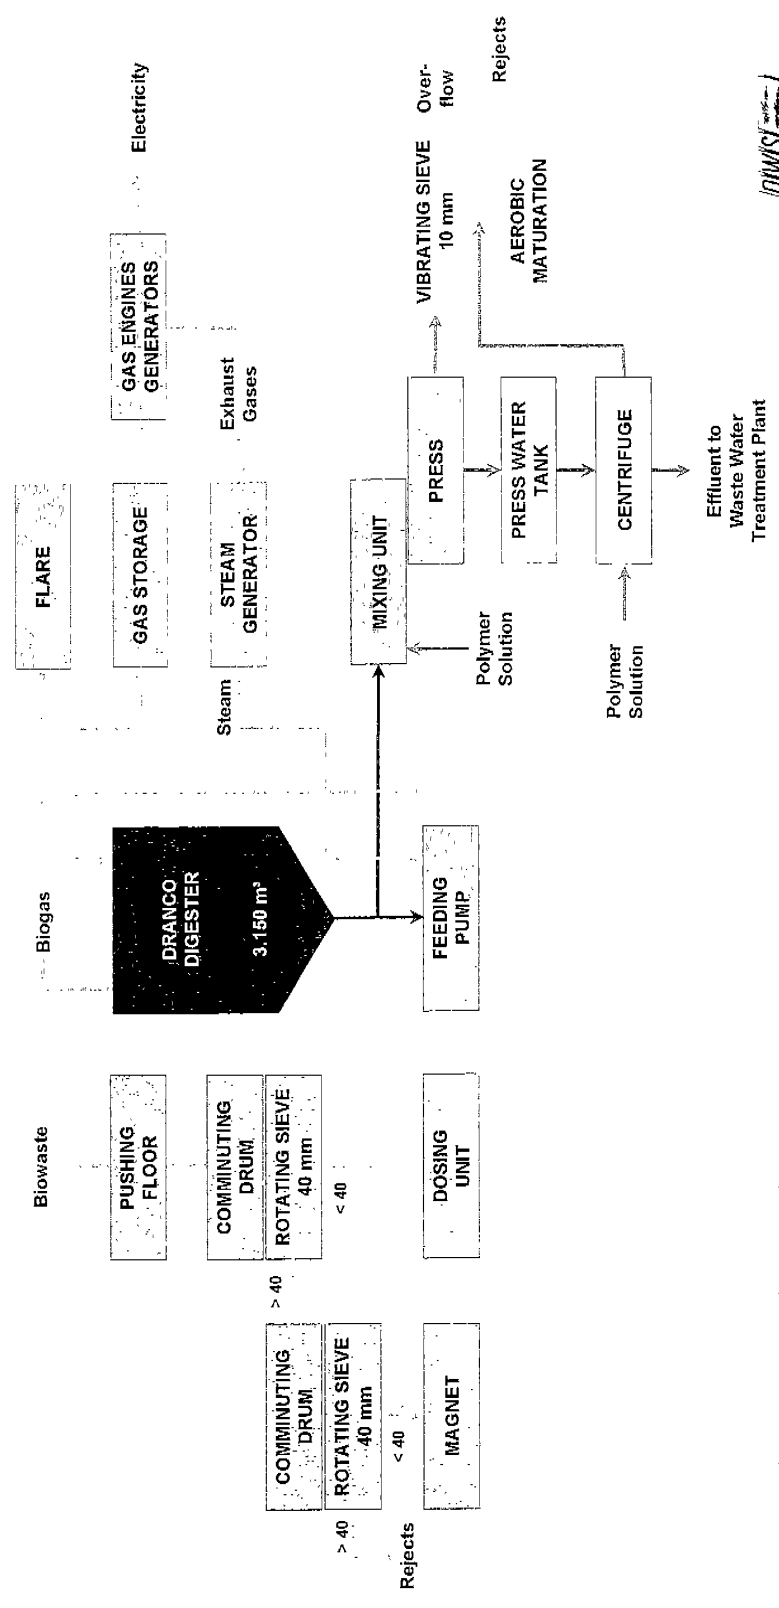 Biowaste
PUSHING
FLOOR
COMMINUTING
DRUM
ROTATING SIEVE
40 mm
> 40
< 40
COMMINUTING
DRUM
ROTATING SIEVE
40 mm
> 40
< 40
Rejects
MAGNET
DOSING
UNIT
FEEDING
PUMP
Biogas
DRANCO
DIGESTER
3.150 m³
FLARE
GAS STORAGE
STEAM
GENERATOR
Steam
GAS ENGINES
GENERATORS
Electricity
Exhaust
Gases
MIXING UNIT
Polymer
Solution
PRESS
VIBRATING SIEVE
10 mm
Over-
flow
Rejects
PRESS WATER
TANK
AEROBIC
MATURATION
CENTRIFUGE
Polymer
Solution
Effluent to
Waste Water
Treatment Plant